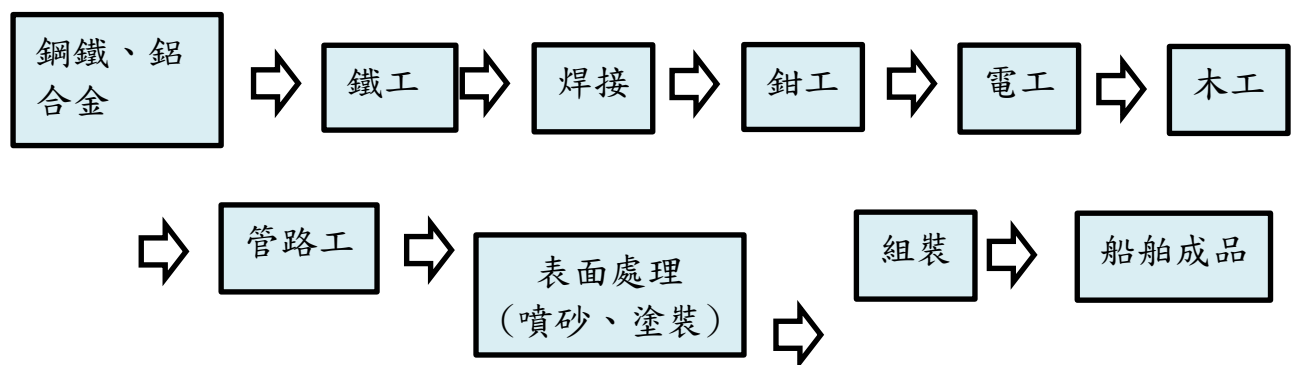 鋼鐵、鋁
合金
鐵工
焊接
鉗工
電工
木工
管路工
表面處理
（噴砂、塗裝）
組裝
船舶成品